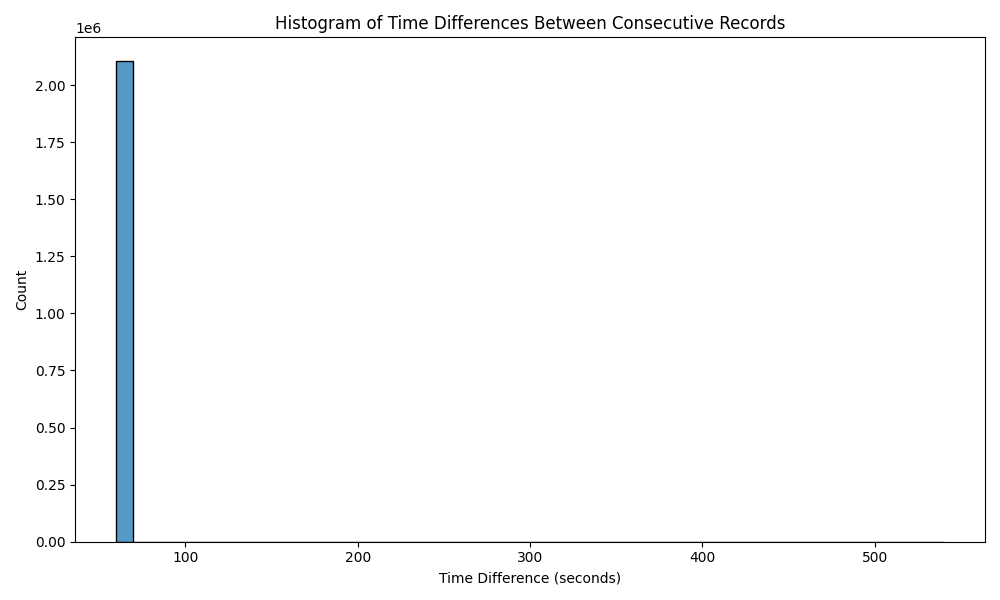 Histogram of Time Differences Between Consecutive Records
1e6
2.00
1.75
1.50
1.25
1.00
0.75
0.50
0.25
0.00
Count
100 200 300 400 500
Time Difference (seconds)